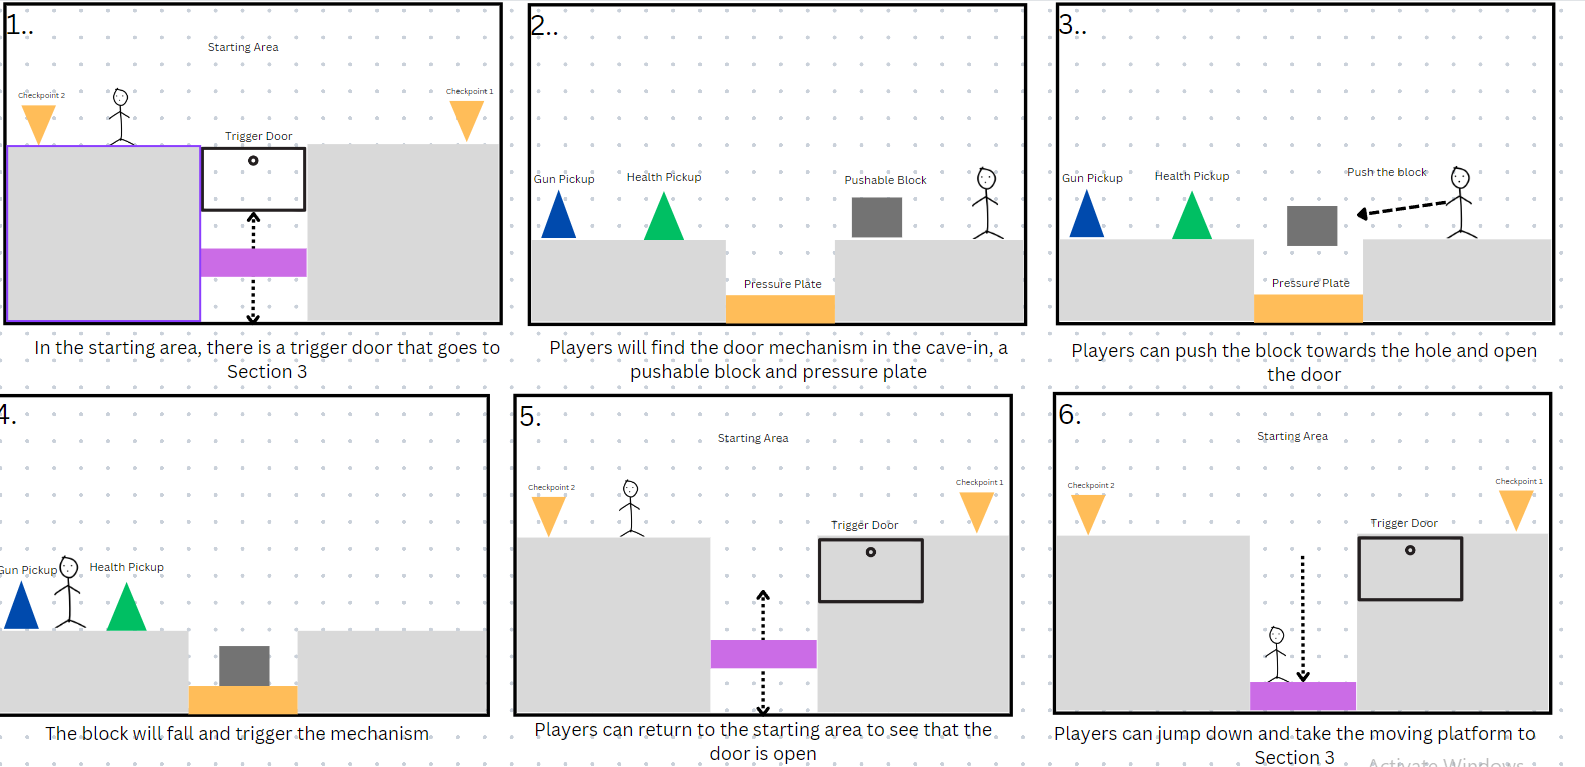 1..
Starting Area
Checkpoint 2
Checkpoint 1
Trigger Door
In the starting area, there is a trigger door that goes to
Section 3
2..
Gun Pickup
Health Pickup
Pushable Block
Pressure Plate
Players will find the door mechanism in the cave-in, a
pushable block and pressure plate
3..
Gun Pickup
Health Pickup
Push the block
Pressure Plate
Players can push the block towards the hole and open
the door
4.
Gun Pickup
Health Pickup
The block will fall and trigger the mechanism
5.
Starting Area
Checkpoint 2
Checkpoint 1
Trigger Door
Players can return to the starting area to see that the
door is open
6.
Starting Area
Checkpoint 2
Checkpoint 1
Trigger Door
Players can jump down and take the moving platform to
Section 3
Activate Windows